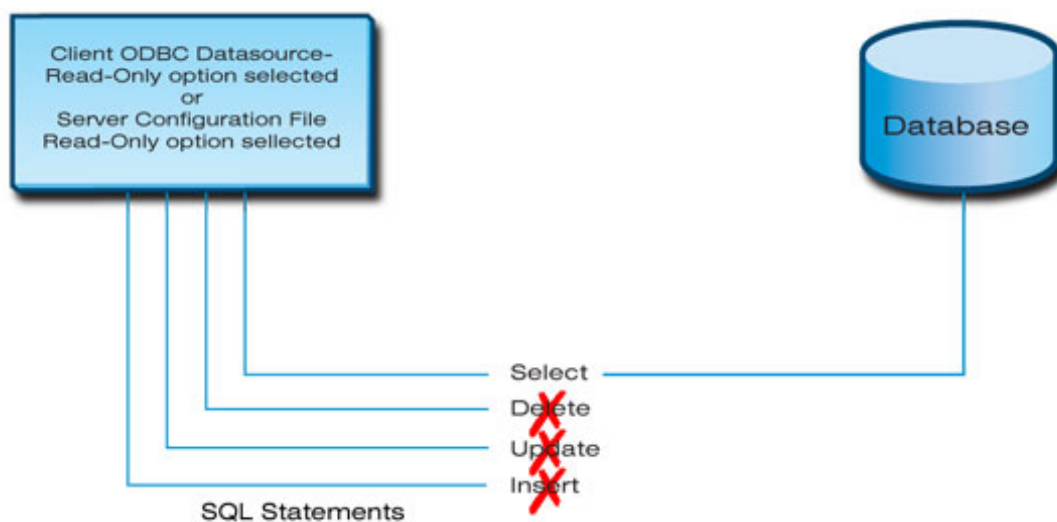 Client ODBC Datasource-
Read-Only option selected
or
Server Configuration File
Read-Only option sellected
Database
Select
Delete
Update
Insert
SQL Statements